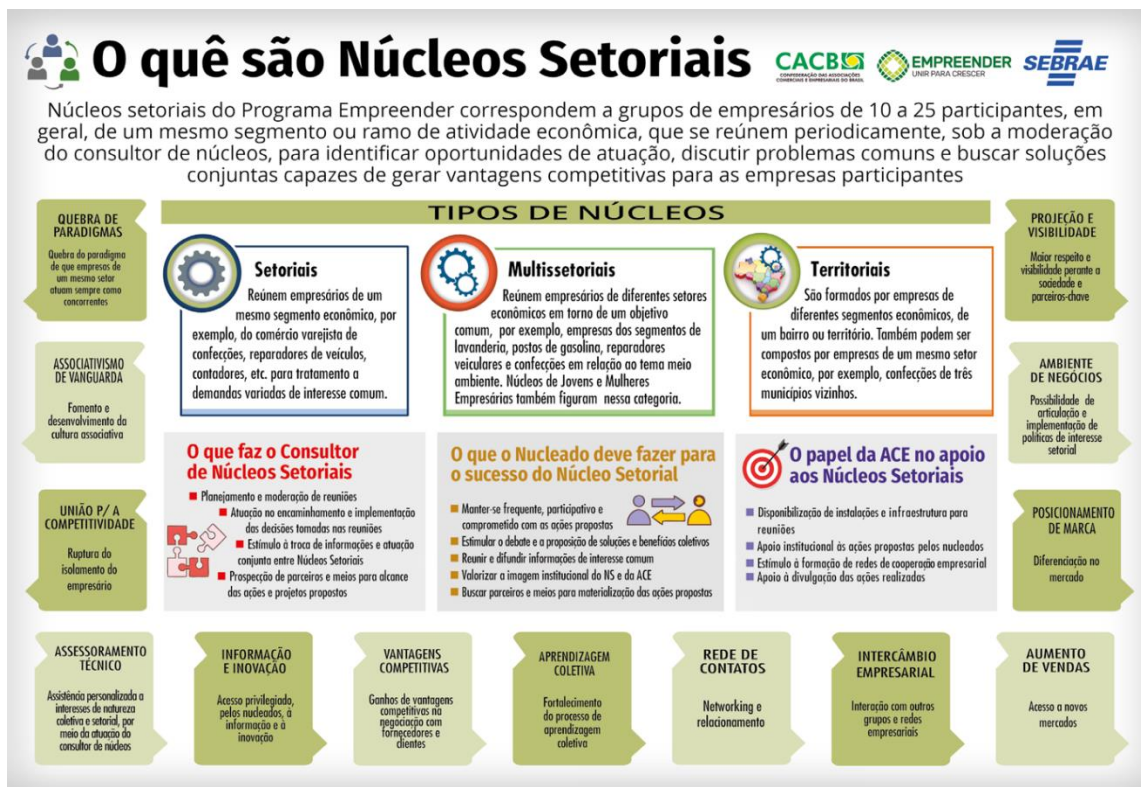 O quê são Núcleos Setoriais
CACB
CONFEDERAÇÃO DAS ASSOCIAÇÕES
COMERCIAIS E EMPRESARIAIS DO BRASIL
EMPREENDER
UNIR PARA CRESCER
SEBRAE
Núcleos setoriais do Programa Empreender correspondem a grupos de empresários de 10 a 25 participantes, em
geral, de um mesmo segmento ou ramo de atividade econômica, que se reúnem periodicamente, sob a moderação
do consultor de núcleos, para identificar oportunidades de atuação, discutir problemas comuns e buscar soluções
conjuntas capazes de gerar vantagens competitivas para as empresas participantes
QUEBRA DE
PARADIGMAS
Quebra do paradigma
de que empresas de
um mesmo setor
atuam sempre como
concorrentes
ASSOCIATIVISMO
DE VANGUARDA
Fomento e
desenvolvimento da
cultura associativa
UNIÃO P/ A
COMPETITIVIDADE
Ruptura do
isolamento do
empresário
TIPOS DE NÚCLEOS
Setoriais
Reúnem empresários de um
mesmo segmento econômico, por
exemplo, do comércio varejista de
confecções, reparadores de veículos,
contadores, etc. para tratamento a
demandas variadas de interesse comum.
Multissetoriais
Reúnem empresários de diferentes setores
econômicos em torno de um objetivo
comum, por exemplo, empresas dos segmentos de
lavanderia, postos de gasolina, reparadores
veiculares e confecções em relação ao tema meio
ambiente. Núcleos de Jovens e Mulheres
Empresárias também figuram nessa categoria.
Territoriais
São formados por empresas de
diferentes segmentos econômicos, de
um bairro ou território. Também podem ser
compostos por empresas de um mesmo setor
econômico, por exemplo, confecções de três
municípios vizinhos.
O que faz o Consultor
de Núcleos Setoriais
Planejamento e moderação de reuniões
Atuação no encaminhamento e implementação
das decisões tomadas nas reuniões
Estímulo à troca de informações e atuação
conjunta entre Núcleos Setoriais
Prospecção de parceiros e meios para alcance
das ações e projetos propostos
O que o Nucleado deve fazer para
o sucesso do Núcleo Setorial
Manter-se frequente, participativo e
comprometido com as ações propostas
Estimular o debate e a proposição de soluções e benefícios coletivos
Reunir e difundir informações de interesse comum
Valorizar a imagem institucional do NS e da ACE
Buscar parceiros e meios para materialização das ações propostas
O papel da ACE no apoio
aos Núcleos Setoriais
Disponibilização de instalações e infraestrutura para
reuniões
Apoio institucional às ações propostas pelos nucleados
Estímulo à formação de redes de cooperação empresarial
Apoio à divulgação das ações realizadas
PROJEÇÃO E
VISIBILIDADE
Maior respeito e
visibilidade perante a
sociedade e
parceiros-chave
AMBIENTE
DE NEGÓCIOS
Possibilidade de
articulação e
implementação de
políticas de interesse
setorial
POSICIONAMENTO
DE MARCA
Diferenciação no
mercado
ASSESSORAMENTO
TÉCNICO
Assistência personalizada a
interesses de natureza
coletiva e setorial, por
meio da atuação do
consultor de núcleos
INFORMAÇÃO
E INOVAÇÃO
Acesso privilegiado,
pelos nucleados, à
informação e à
inovação
VANTAGENS
COMPETITIVAS
Ganhos de vantagens
competitivas na
negociação com
fornecedores e
clientes
APRENDIZAGEM
COLETIVA
Fortalecimento
do processo de
aprendizagem
coletiva
REDE DE
CONTATOS
Networking e
relacionamento
INTERCÂMBIO
EMPRESARIAL
Interação com outros
grupos e redes
empresariais
AUMENTO
DE VENDAS
Acesso a novos
mercados